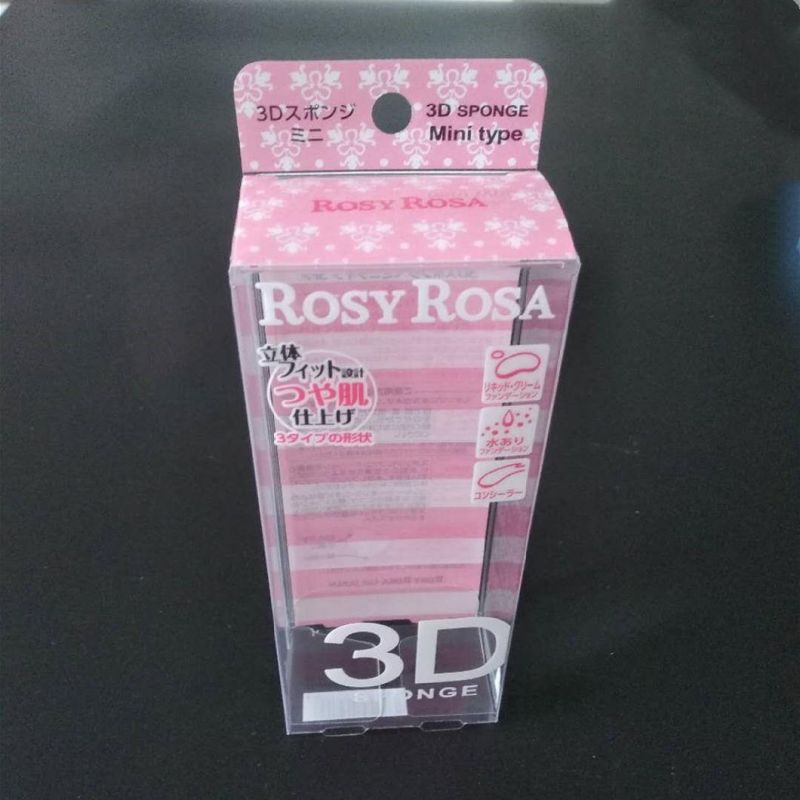 3Dスポンジ
ミニ
3D SPONGE
Mini type
ROSY ROSA
ROSY ROSA
立体
フィット設計
つや肌
仕上げ
3タイプの形状
リキッド・クリーム
ファンデーション
水あり
ファンデーション
コンシーラー
3D
SPONGE